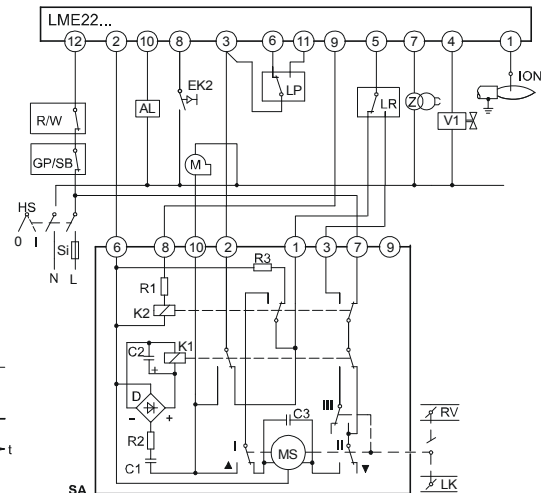 LME22...
12 2 10 8 3 6 11 9 5 7 4 1
ION
EK2
LP
LR
AL
V1
R/W
GP/SB
M
HS
0 I
Si
N L
6 8 10 2 1 3 7 9
R3
R1
K2
C2
K1
+
D
- +
R2
C1
C3
I
MS
II
III
RV
LK
SA
t